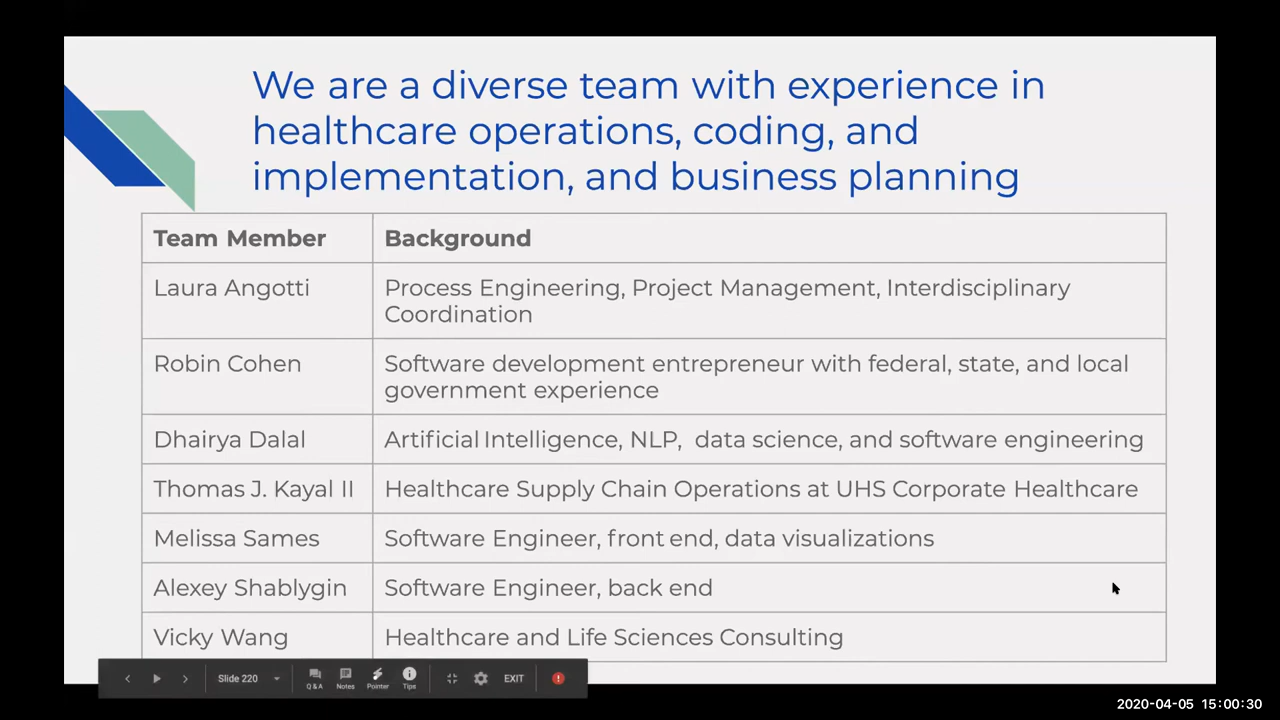 We are a diverse team with experience in
healthcare operations, coding, and
implementation, and business planning
Team Member Background
Laura Angotti Process Engineering, Project Management, Interdisciplinary
Coordination
Robin Cohen Software development entrepreneur with federal, state, and local
government experience
Dhairya Dalal Artificial Intelligence, NLP, data science, and software engineering
Thomas J. Kayal II Healthcare Supply Chain Operations at UHS Corporate Healthcare
Melissa Sames Software Engineer, front end, data visualizations
Alexey Shablygin Software Engineer, back end
Vicky Wang Healthcare and Life Sciences Consulting
Slide 220 Q & A Notes Pointer Tips EXIT
2020-04-05 15:00:30